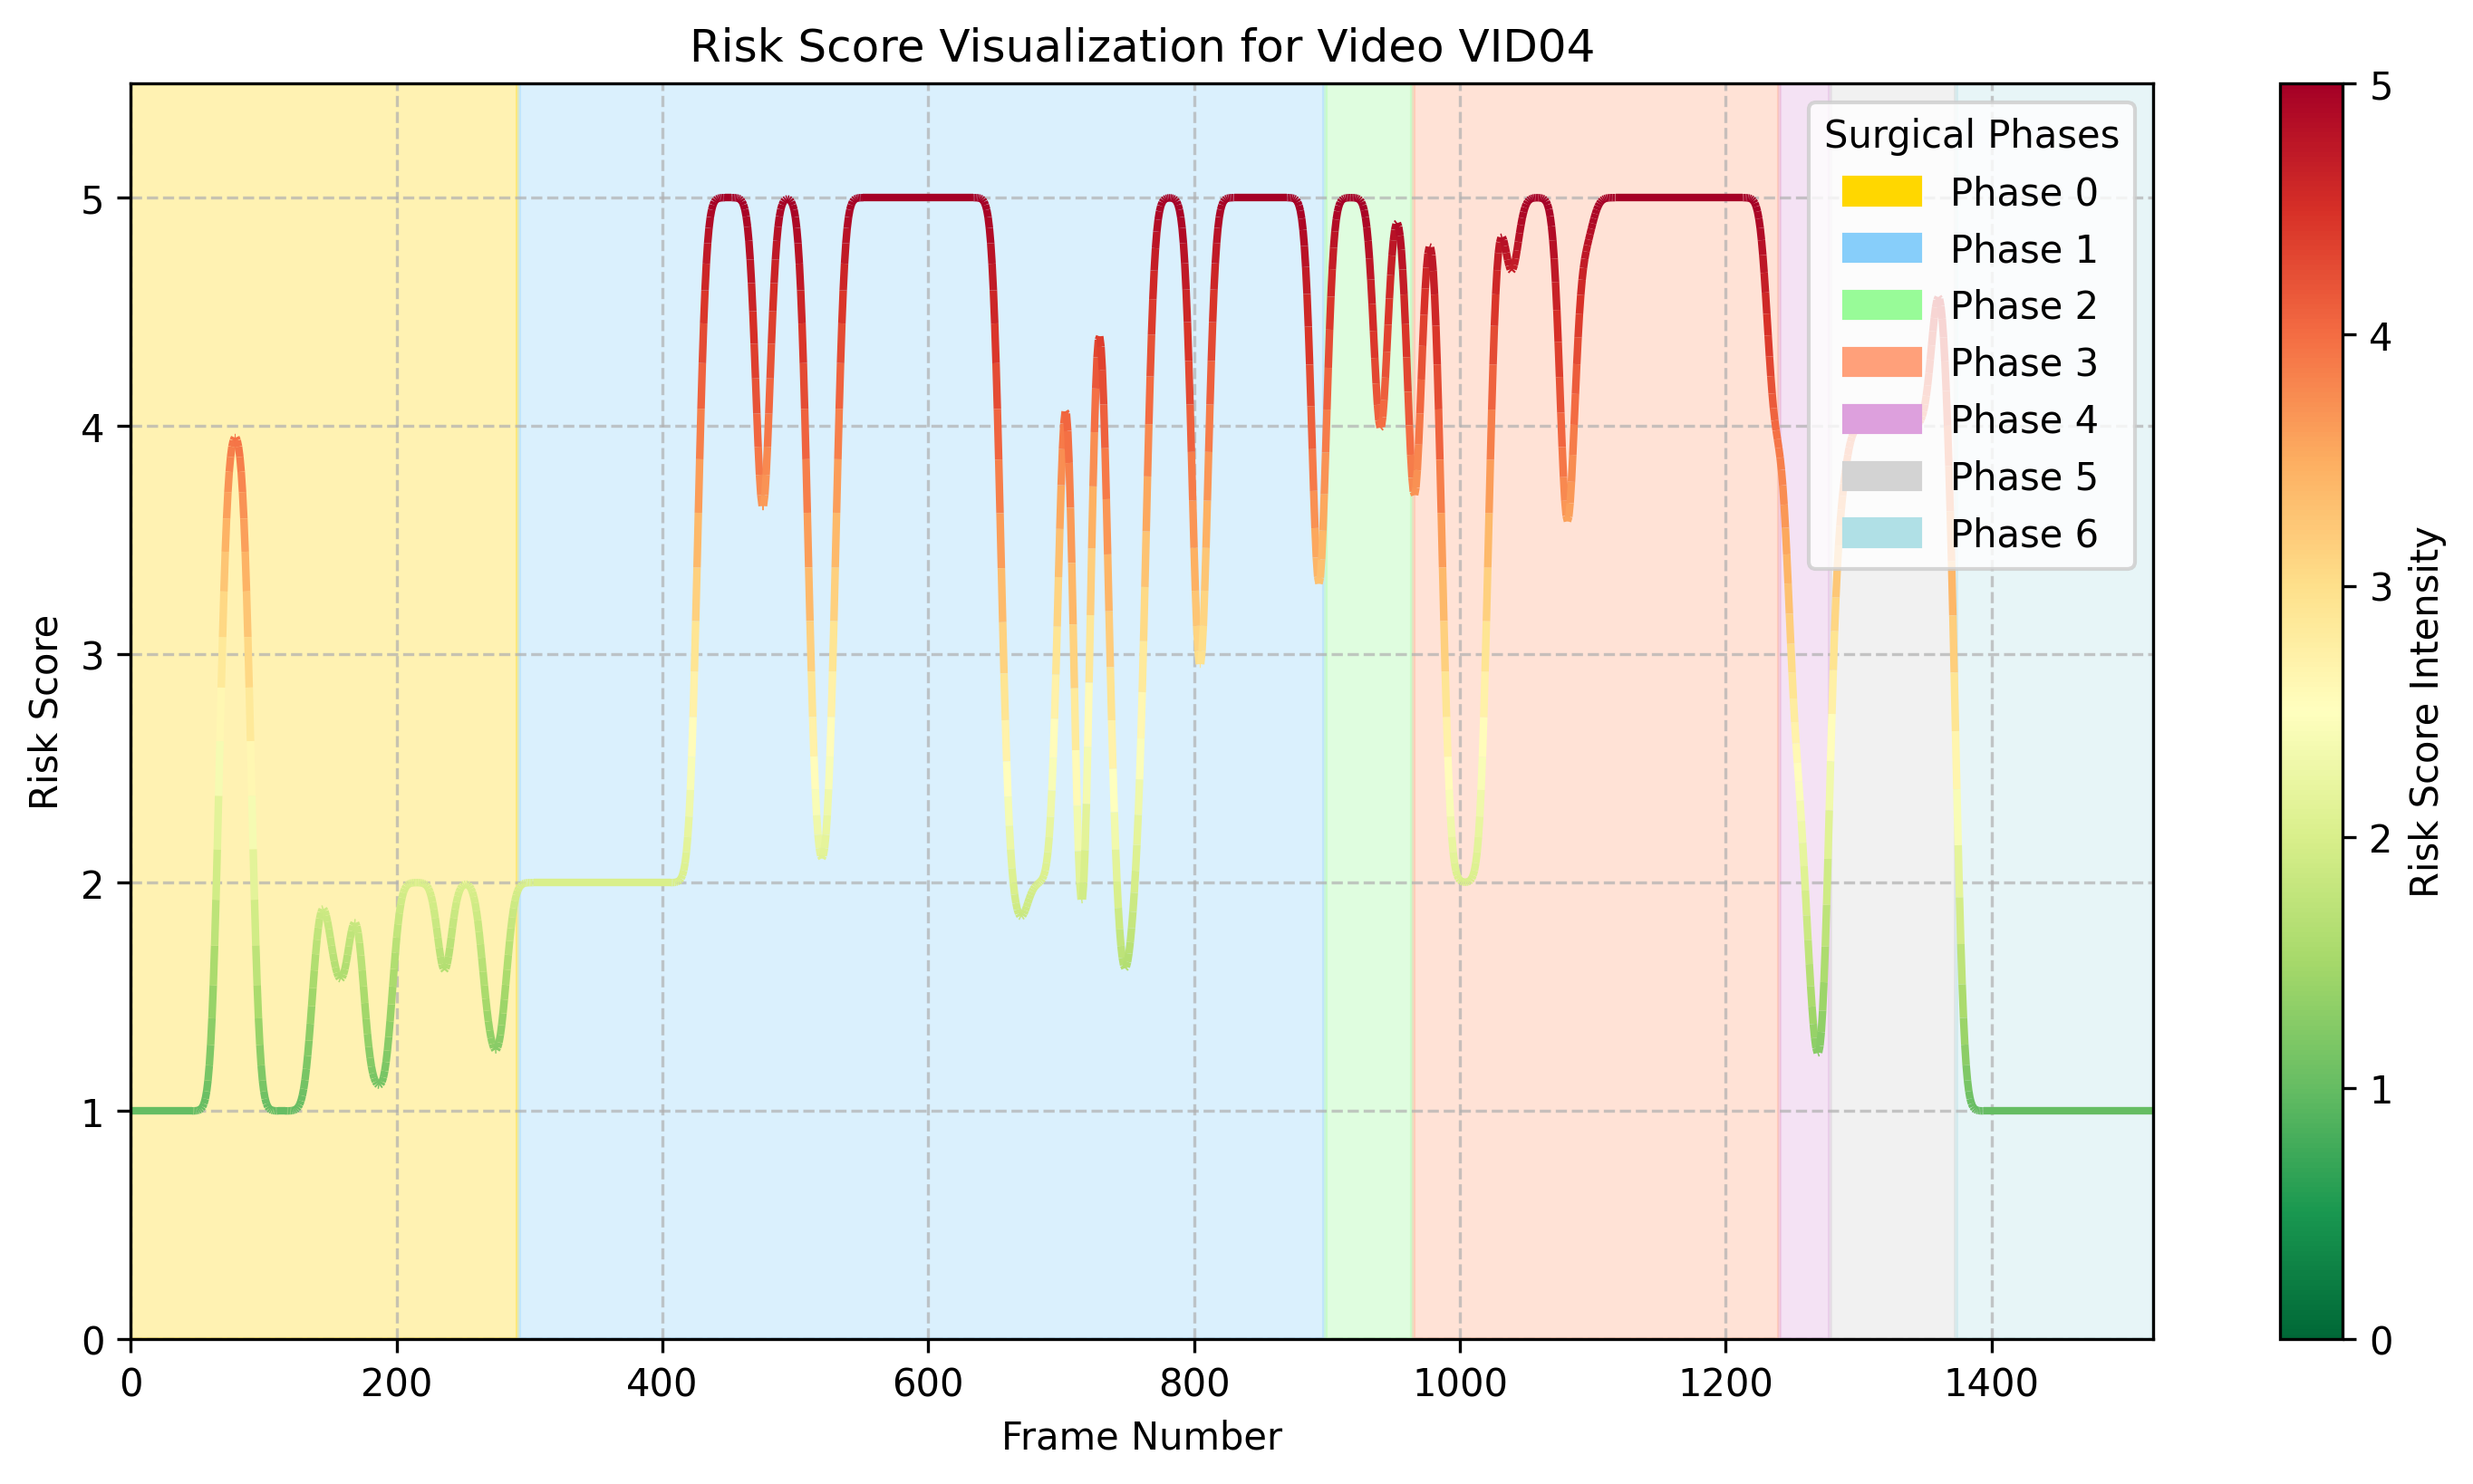 Risk Score Visualization for Video VID04
Risk Score
5
4
3
2
1
0
0 200 400 600 800 1000 1200 1400
Frame Number
Surgical Phases
Phase 0
Phase 1
Phase 2
Phase 3
Phase 4
Phase 5
Phase 6
5
4
3
2
1
0
Risk Score Intensity